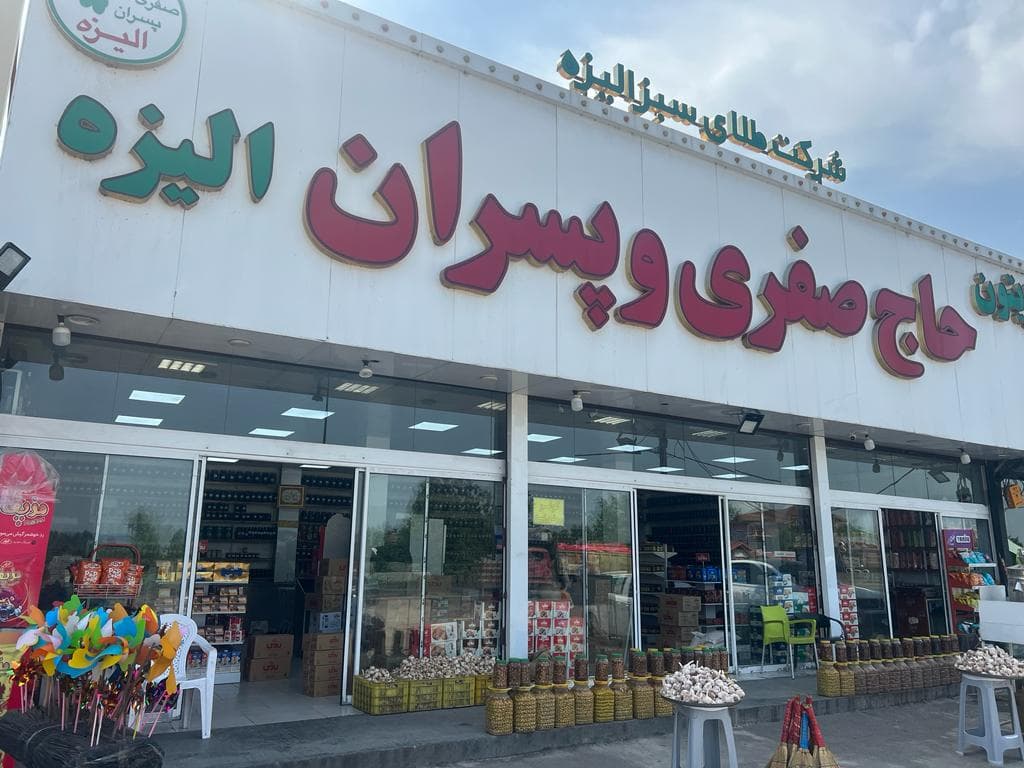 شرکت طلای سبز الیزه
حاج صفری و پسران الیزه
صفری
پسران
الیزه